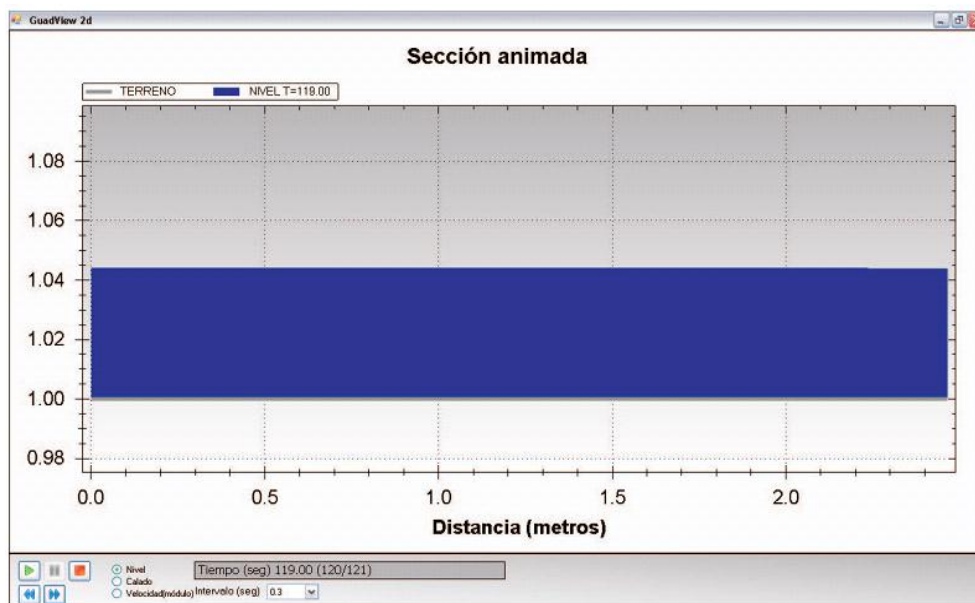 GuadView 2d
Sección animada
TERRENO NIVEL T=119.00
1.08
1.06
1.04
1.02
1.00
0.98
0.0 0.5 1.0 1.5 2.0
Distancia (metros)
Nivel
Calado
Velocidad(módulo)
Tiempo (seg) 119.00 (120/121)
Intervalo (seg) 0.3